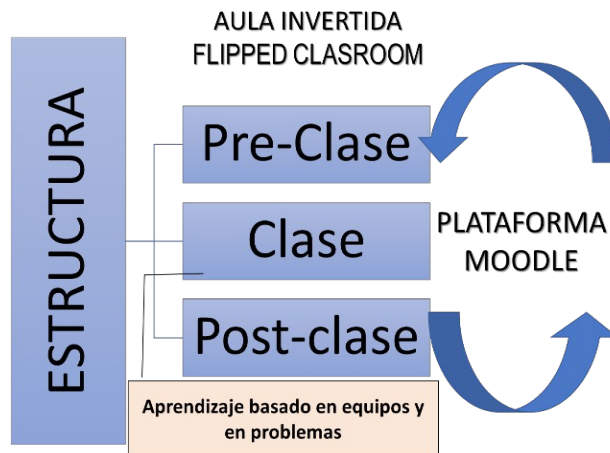 AULA INVERTIDA
FLIPPED CLASROOM
ESTRUCTURA
Pre-Clase
Clase
PLATAFORMA
MOODLE
Post-clase
Aprendizaje basado en equipos y
en problemas